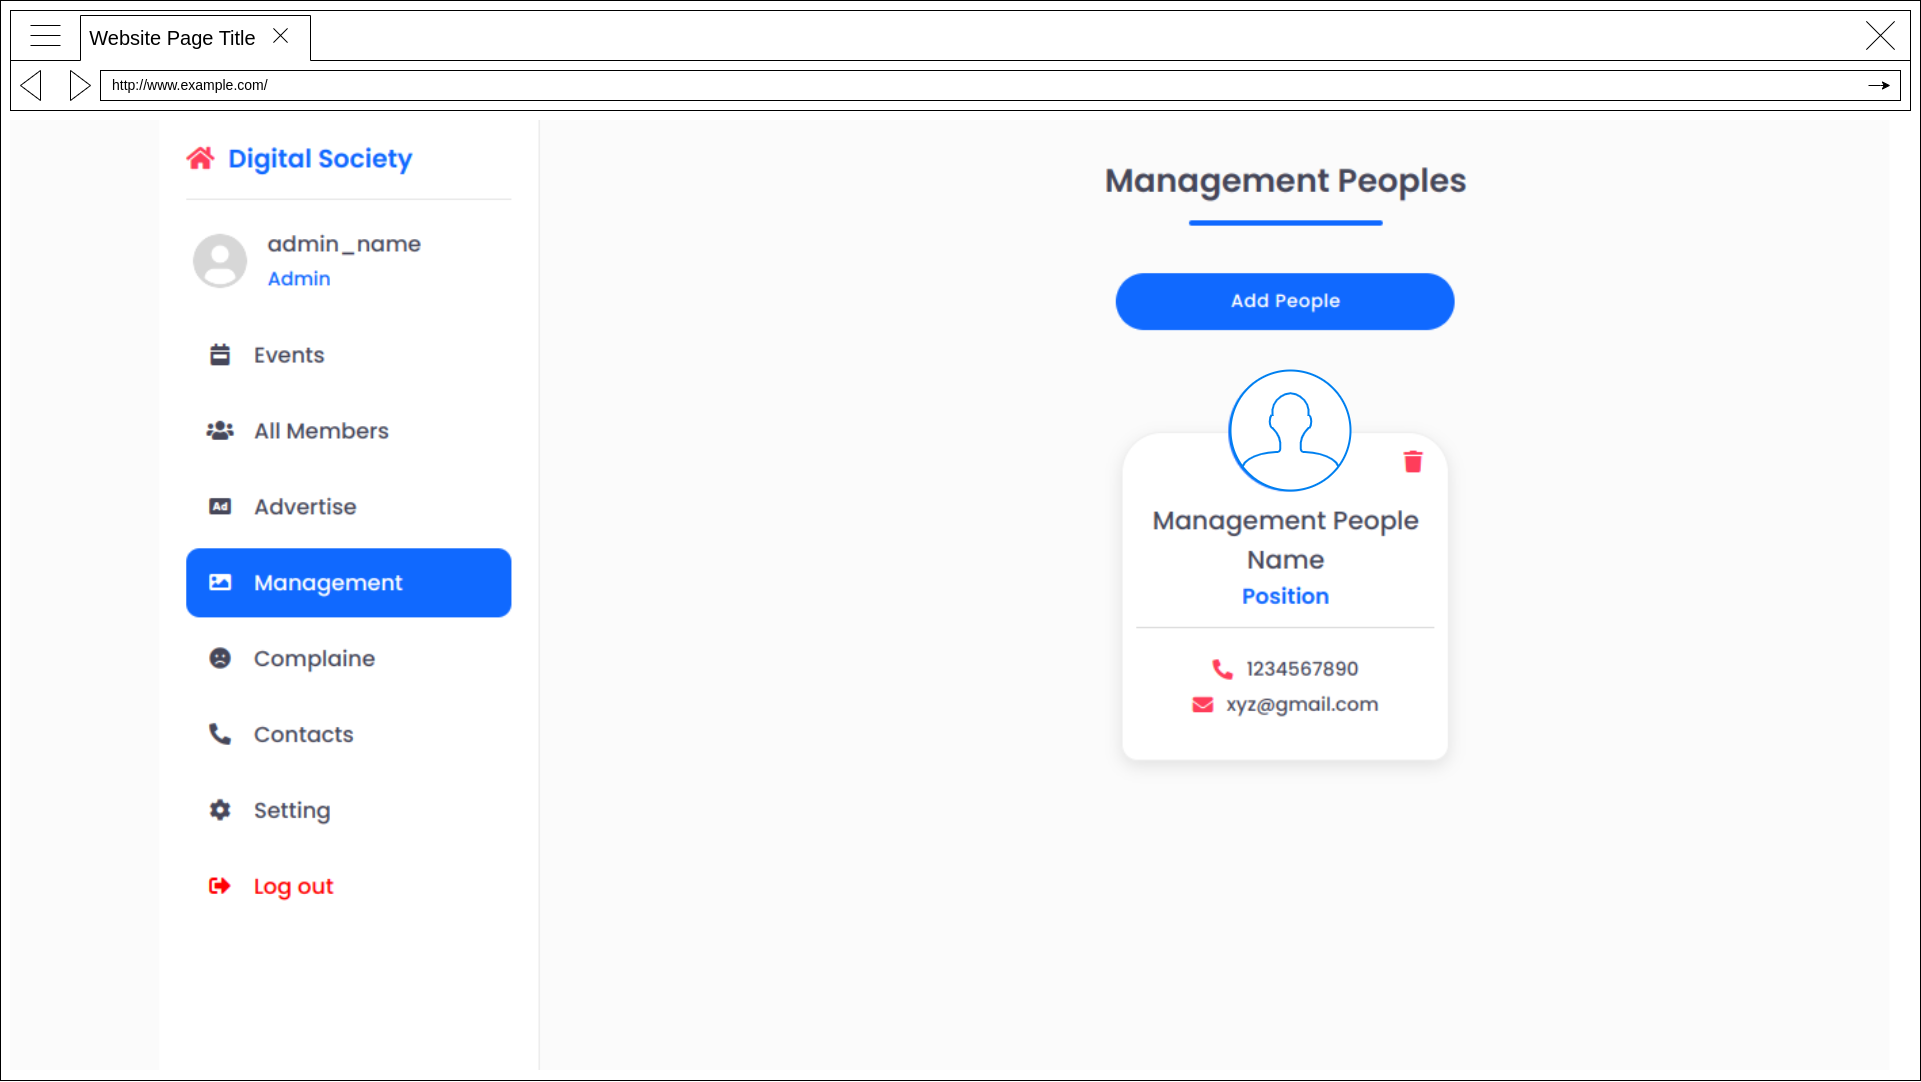 Website Page Title
http://www.example.com/
Digital Society
admin_name
Admin
Events
All Members
Ad
Advertise
Management
Complaine
Contacts
Setting
Log out
Management Peoples
Add People
Management People
Name
Position
1234567890
xyz@gmail.com